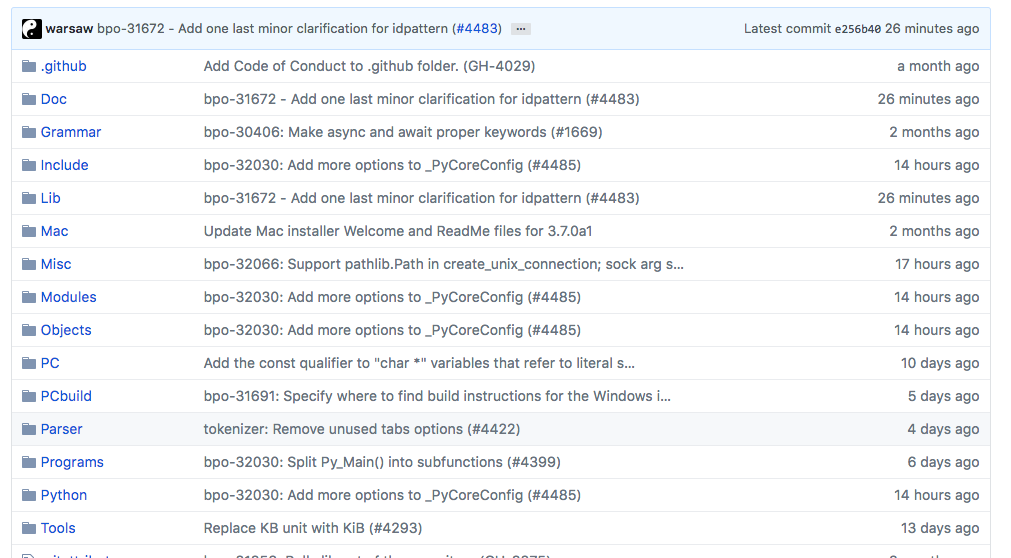 warsaw bpo-31672 - Add one last minor clarification for idpattern (#4483) ... Latest commit e256b40 26 minutes ago
.github Add Code of Conduct to .github folder. (GH-4029) a month ago
Doc bpo-31672 - Add one last minor clarification for idpattern (#4483) 26 minutes ago
Grammar bpo-30406: Make async and await proper keywords (#1669) 2 months ago
Include bpo-32030: Add more options to _PyCoreConfig (#4485) 14 hours ago
Lib bpo-31672 - Add one last minor clarification for idpattern (#4483) 26 minutes ago
Mac Update Mac installer Welcome and ReadMe files for 3.7.0a1 2 months ago
Misc bpo-32066: Support pathlib.Path in create_unix_connection; sock arg s... 17 hours ago
Modules bpo-32030: Add more options to _PyCoreConfig (#4485) 14 hours ago
Objects bpo-32030: Add more options to _PyCoreConfig (#4485) 14 hours ago
PC Add the const qualifier to "char *" variables that refer to literal s... 10 days ago
PCbuild bpo-31691: Specify where to find build instructions for the Windows i... 5 days ago
Parser tokenizer: Remove unused tabs options (#4422) 4 days ago
Programs bpo-32030: Split Py_Main() into subfunctions (#4399) 6 days ago
Python bpo-32030: Add more options to _PyCoreConfig (#4485) 14 hours ago
Tools Replace KB unit with KiB (#4293) 13 days ago